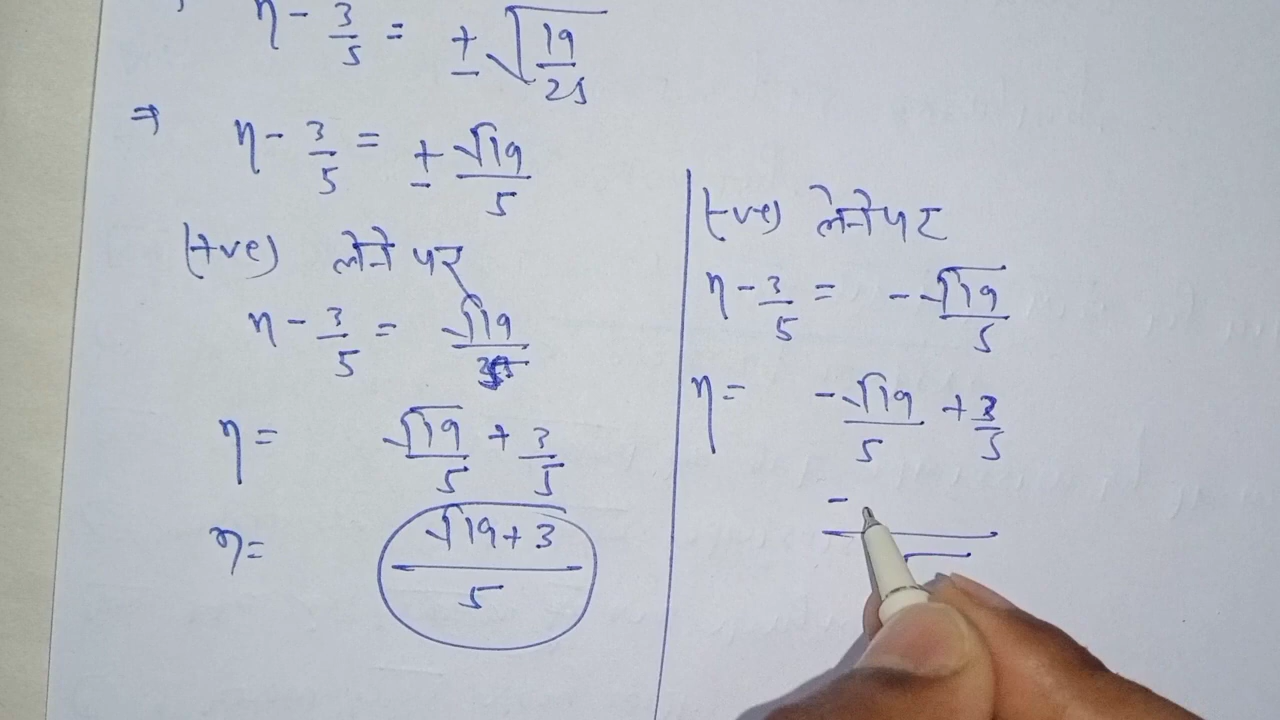 η - 3/5 = ± √19/25
⇒ η - 3/5 = ± √19/5
(+ve) लेने पर
η - 3/5 = √19/5
η = √19/5 + 3/5
η = √19+3/5
(-ve) लेने पर
η - 3/5 = -√19/5
η = -√19/5 + 3/5
-